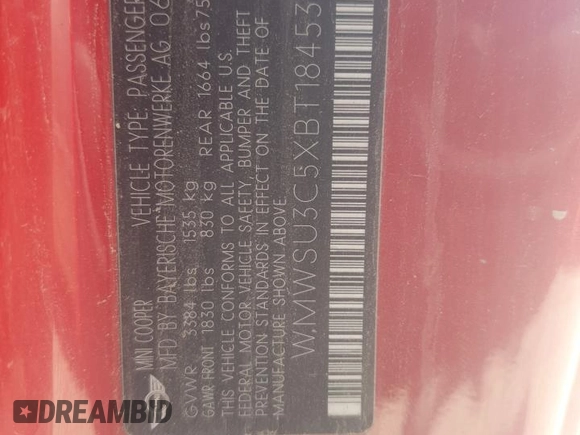 MINI COOPER VEHICLE TYPE: PASSENGER
MFD BY BAYERISCHE MOTORENWERKE AG 06
GVWR 3384 lbs 1535 kg
GAWR FRONT 1830 lbs 830 kg REAR 1664 lbs 75
THIS VEHICLE CONFORMS TO ALL APPLICABLE U.S.
FEDERAL MOTOR VEHICLE SAFETY, BUMPER AND THEFT
PREVENTION STANDARDS IN EFFECT ON THE DATE OF
MANUFACTURE SHOWN ABOVE.
WMWSU3C5XBT18453
DREAMBID